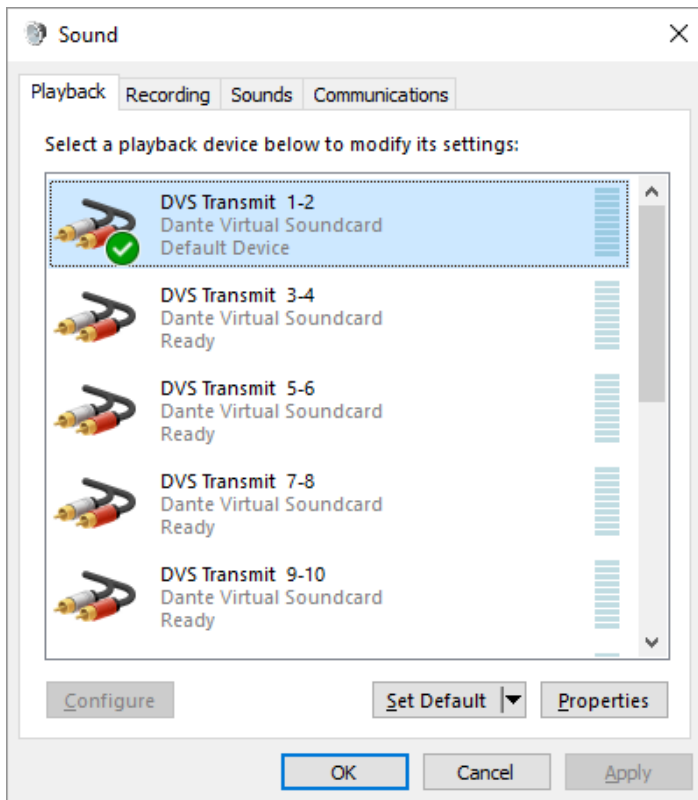 Sound
Playback Recording Sounds Communications
Select a playback device below to modify its settings:
DVS Transmit 1-2
Dante Virtual Soundcard
Default Device
DVS Transmit 3-4
Dante Virtual Soundcard
Ready
DVS Transmit 5-6
Dante Virtual Soundcard
Ready
DVS Transmit 7-8
Dante Virtual Soundcard
Ready
DVS Transmit 9-10
Dante Virtual Soundcard
Ready
Configure Set Default Properties
OK Cancel Apply